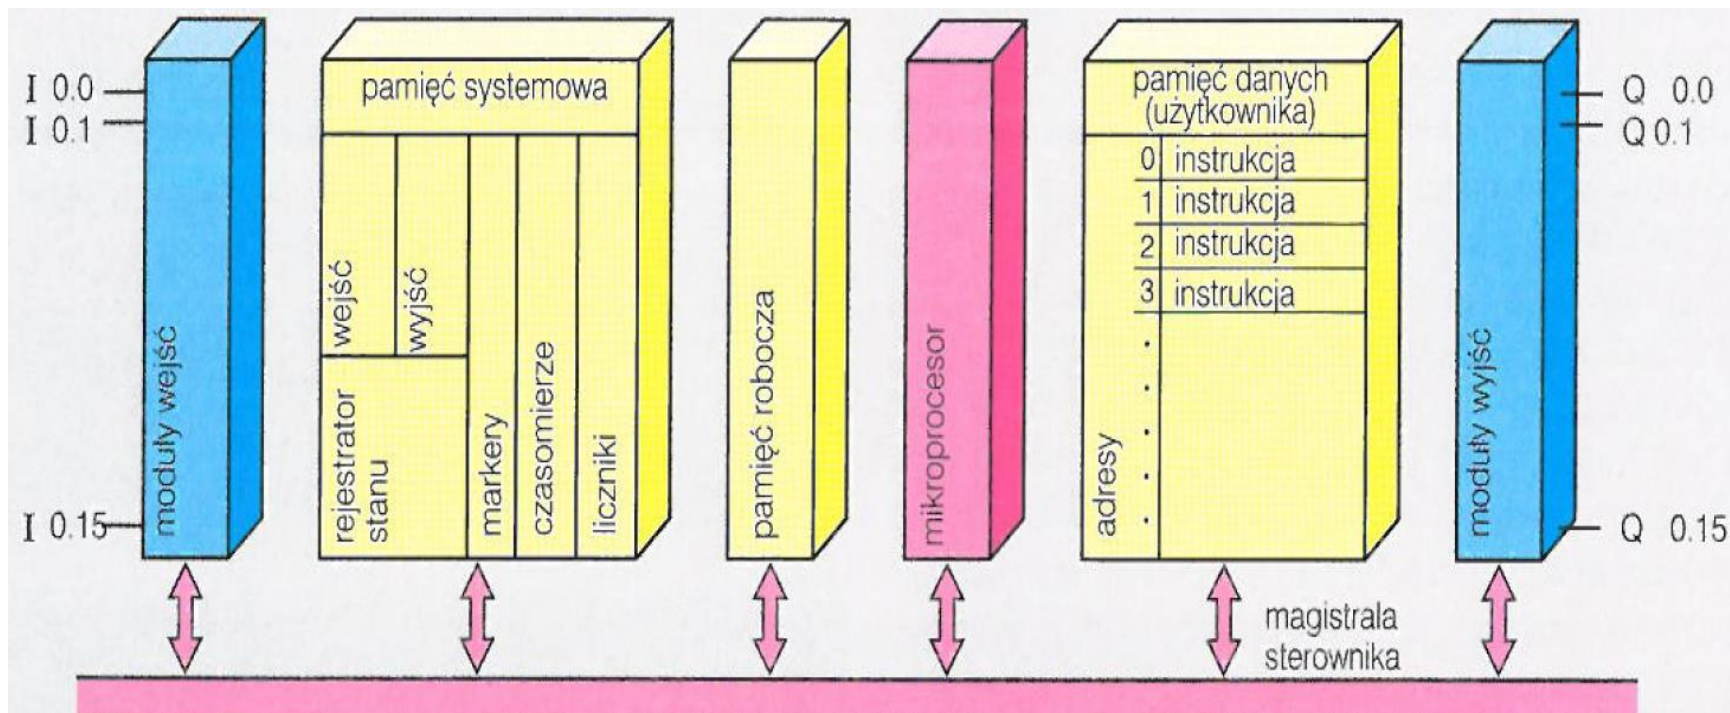 I 0.0
I 0.1
I 0.15
moduły wejść
pamięć systemowa
wejść
wyjść
rejestrator
stanu
markery
czasomierze
liczniki
pamięć robocza
mikroprocesor
pamięć danych
(użytkownika)
0 instrukcja
1 instrukcja
2 instrukcja
3 instrukcja
adresy
moduły wyjść
Q 0.0
Q 0.1
Q 0.15
magistrala
sterownika